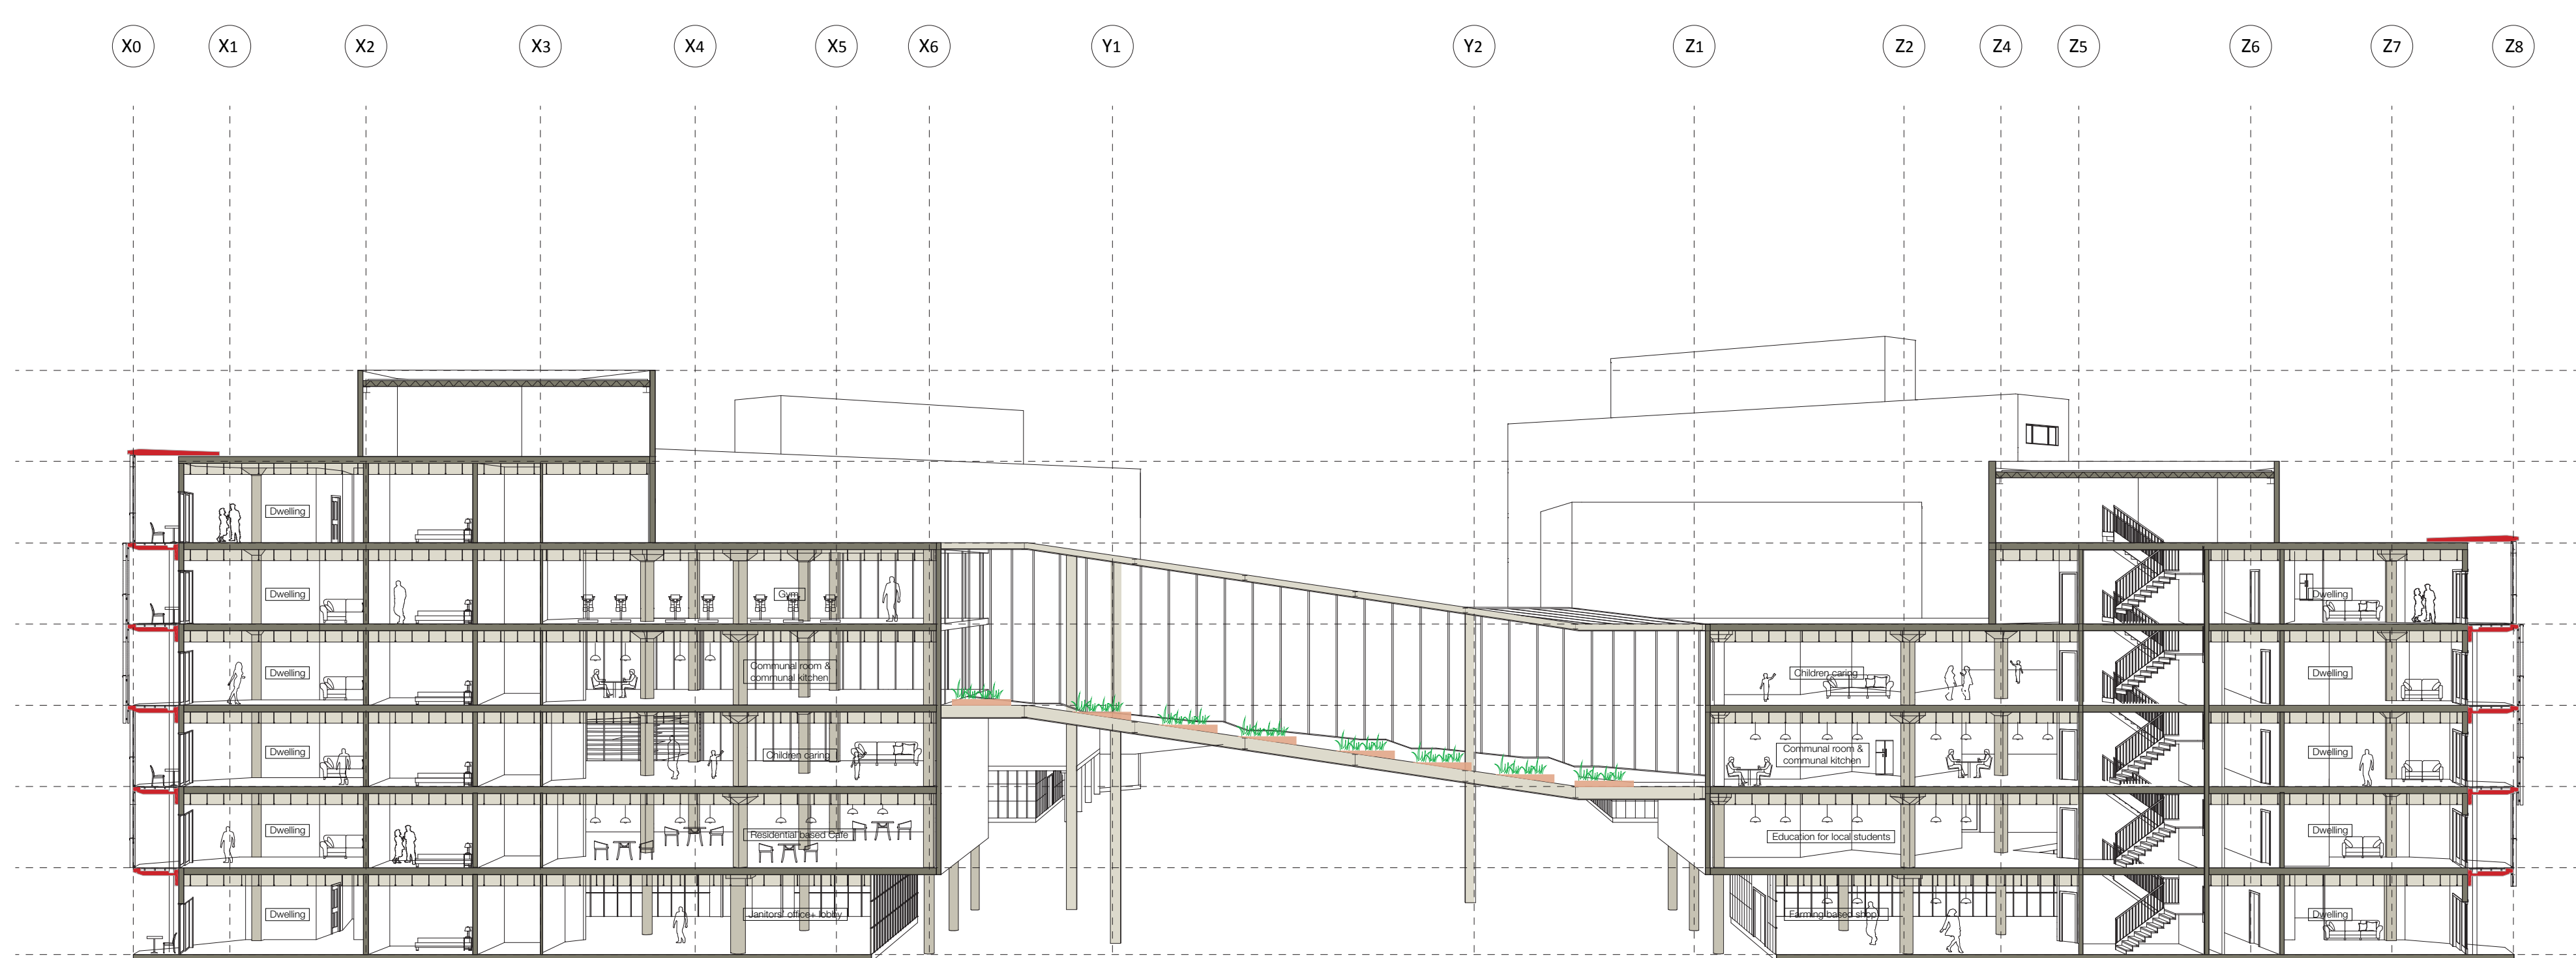 X0 X1 X2 X3 X4 X5 X6 Y1 Y2 Z1 Z2 Z4 Z5 Z6 Z7 Z8
Dwelling
Dwelling Gym Dwelling
Dwelling Communal room &
communal kitchen Children caring Dwelling
Dwelling Children caring Communal room &
communal kitchen Dwelling
Dwelling Residential based Cafe Education for local students Dwelling
Dwelling Janitors' office+ lobby Farming based shop Dwelling